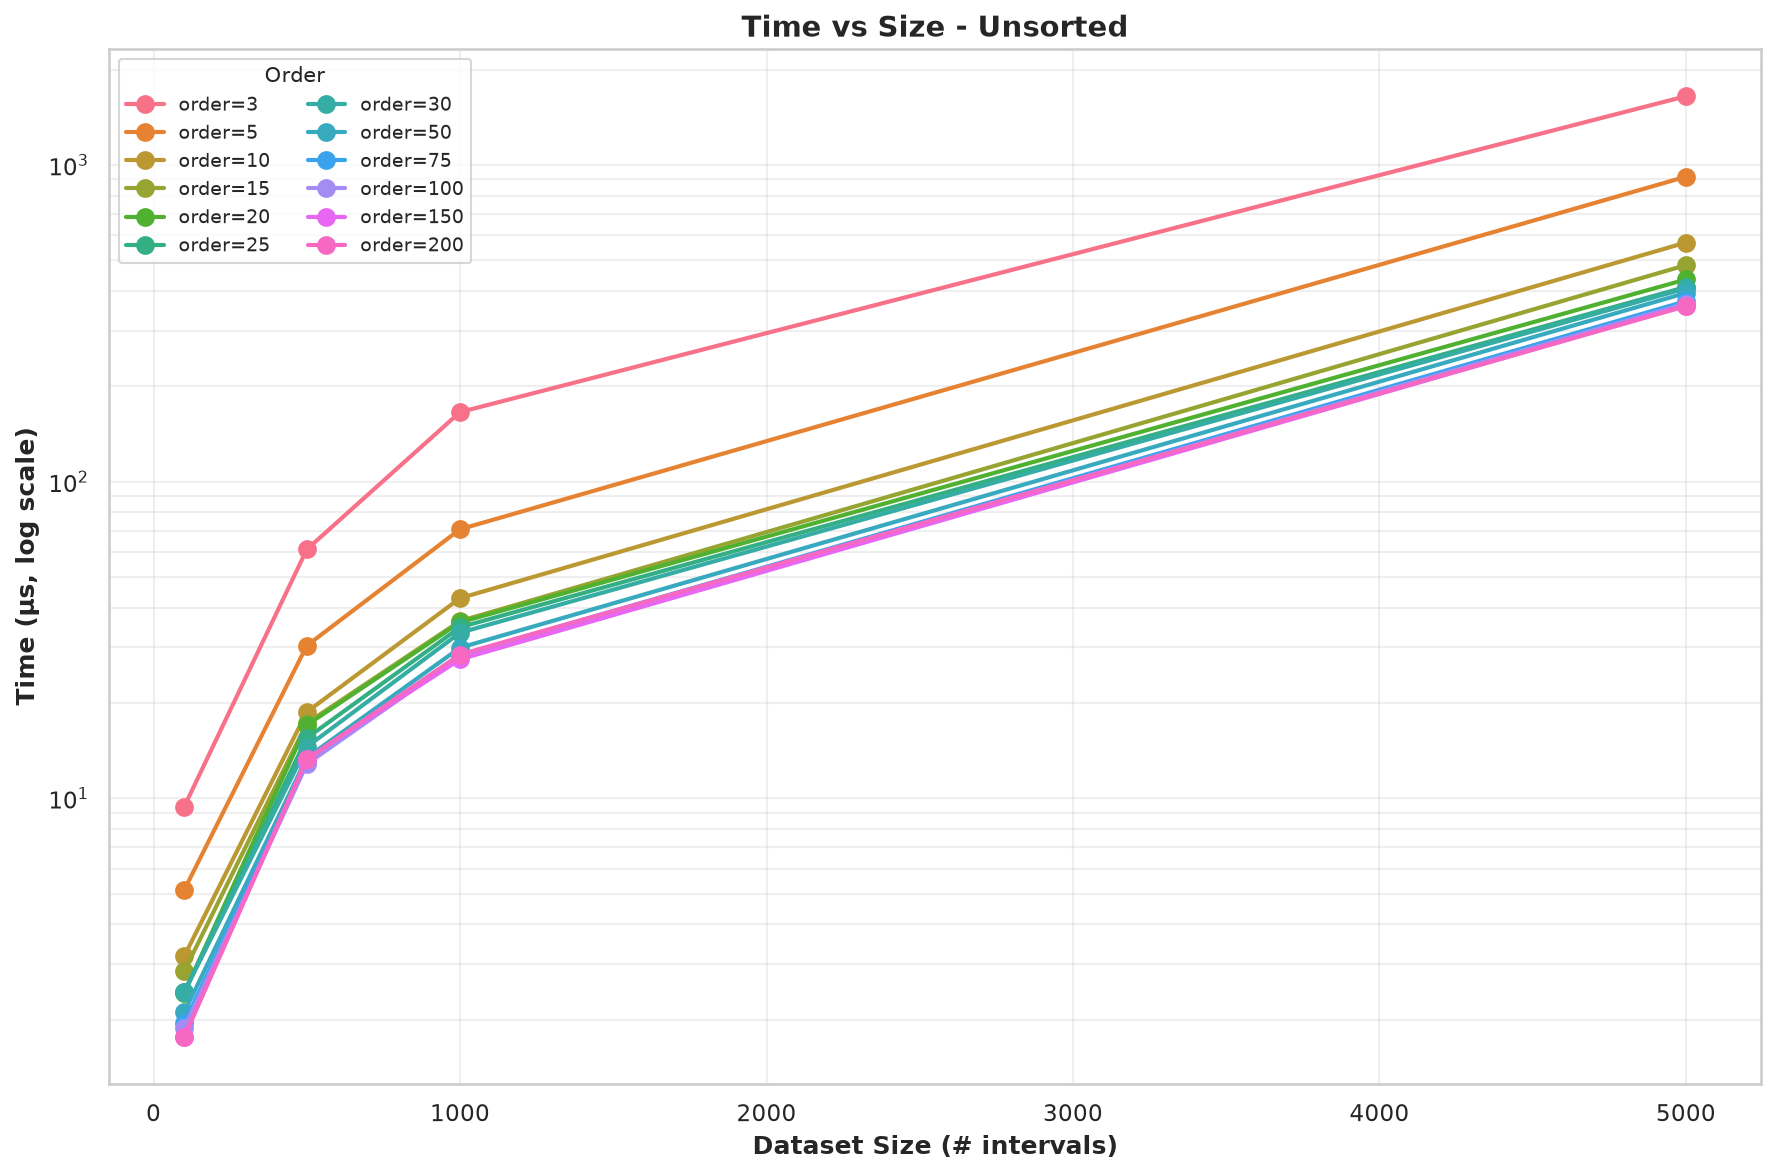 Time vs Size - Unsorted
Order
order=3
order=5
order=10
order=15
order=20
order=25
order=30
order=50
order=75
order=100
order=150
order=200
Time (µs, log scale)
10³
10²
10¹
0 1000 2000 3000 4000 5000
Dataset Size (# intervals)